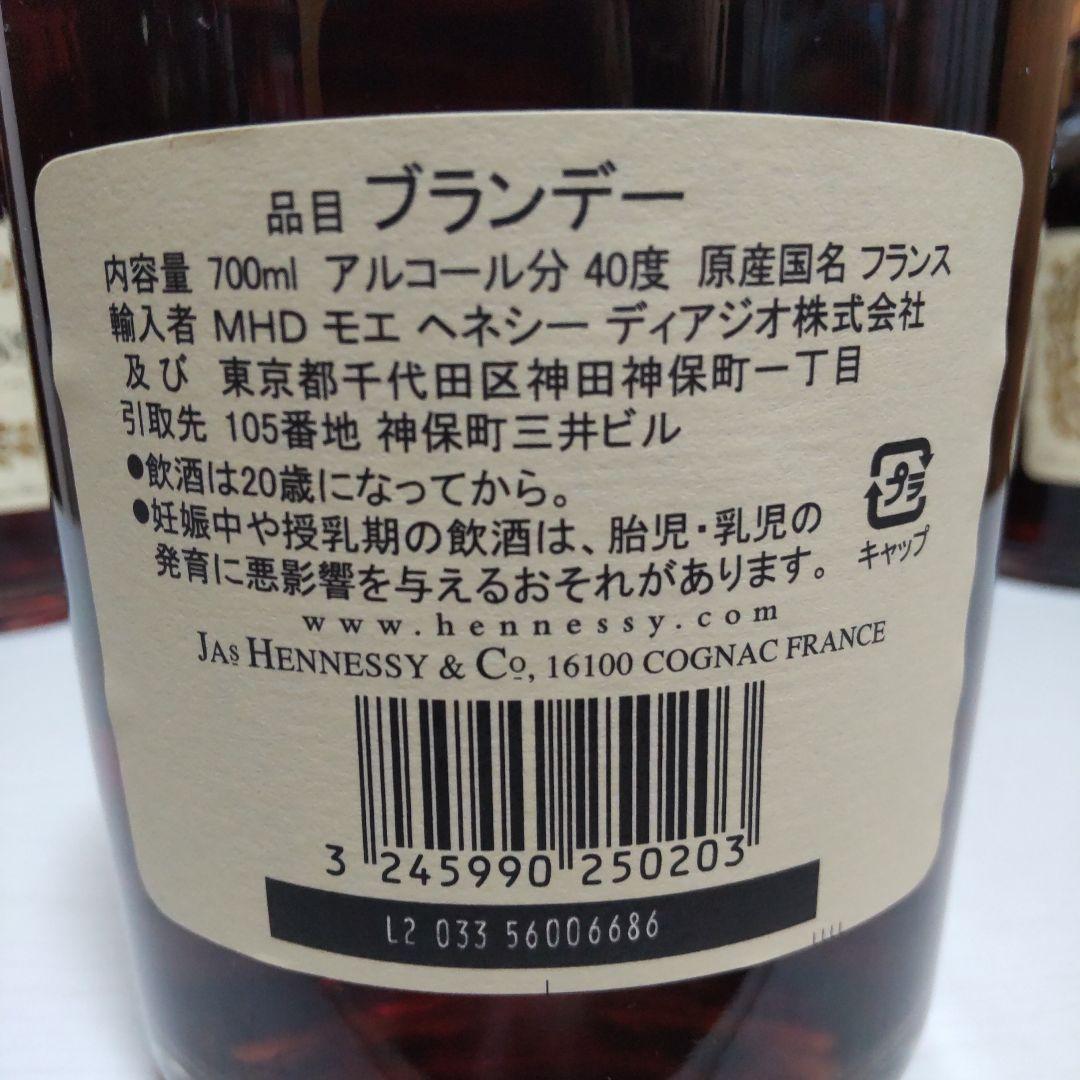 品目 ブランデー
内容量 700ml アルコール分 40度 原産国名 フランス
輸入者 MHD モエ ヘネシー ディアジオ株式会社
及び 東京都千代田区神田神保町一丁目
引取先 105番地 神保町三井ビル
●飲酒は20歳になってから。
●妊娠中や授乳期の飲酒は、胎児・乳児の
発育に悪影響を与えるおそれがあります。
プラ
キャップ
www.hennessy.com
JAS HENNESSY & Cº, 16100 COGNAC FRANCE
3 245990 250203
L2 033 56006686